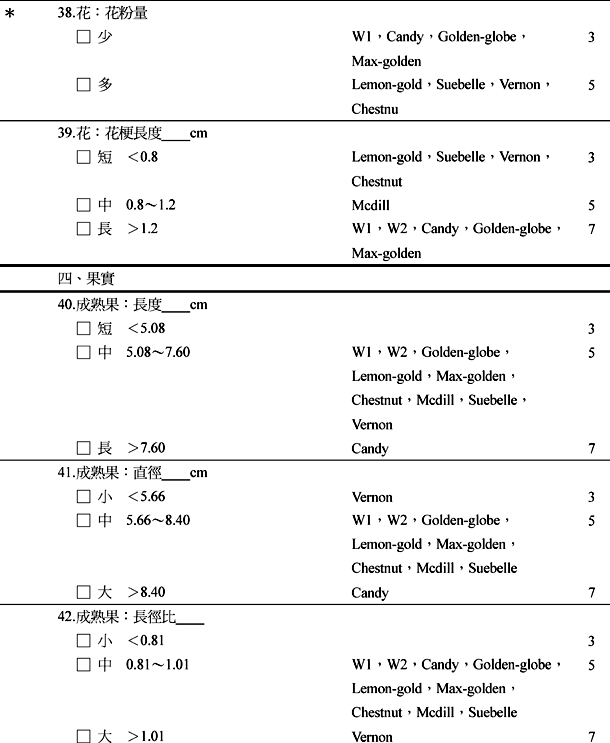 ＊ 38.花：花粉量
□ 少 W1，Candy，Golden-globe， 3
Max-golden
□ 多 Lemon-gold，Suebelle，Vernon， 5
Chestnu
39.花：花梗長度____cm
□ 短 ＜0.8 Lemon-gold，Suebelle，Vernon， 3
Chestnut
□ 中 0.8～1.2 Mcdill 5
□ 長 ＞1.2 W1，W2，Candy，Golden-globe， 7
Max-golden
四、果實
40.成熟果：長度____cm
□ 短 ＜5.08 3
□ 中 5.08～7.60 W1，W2，Golden-globe， 5
Lemon-gold，Max-golden，
Chestnut，Mcdill，Suebelle，
Vernon
□ 長 ＞7.60 Candy 7
41.成熟果：直徑____cm
□ 小 ＜5.66 Vernon 3
□ 中 5.66～8.40 W1，W2，Golden-globe， 5
Lemon-gold，Max-golden，
Chestnut，Mcdill，Suebelle
□ 大 ＞8.40 Candy 7
42.成熟果：長徑比____
□ 小 ＜0.81 3
□ 中 0.81～1.01 W1，W2，Candy，Golden-globe， 5
Lemon-gold，Max-golden，
Chestnut，Mcdill，Suebelle
□ 大 ＞1.01 Vernon 7